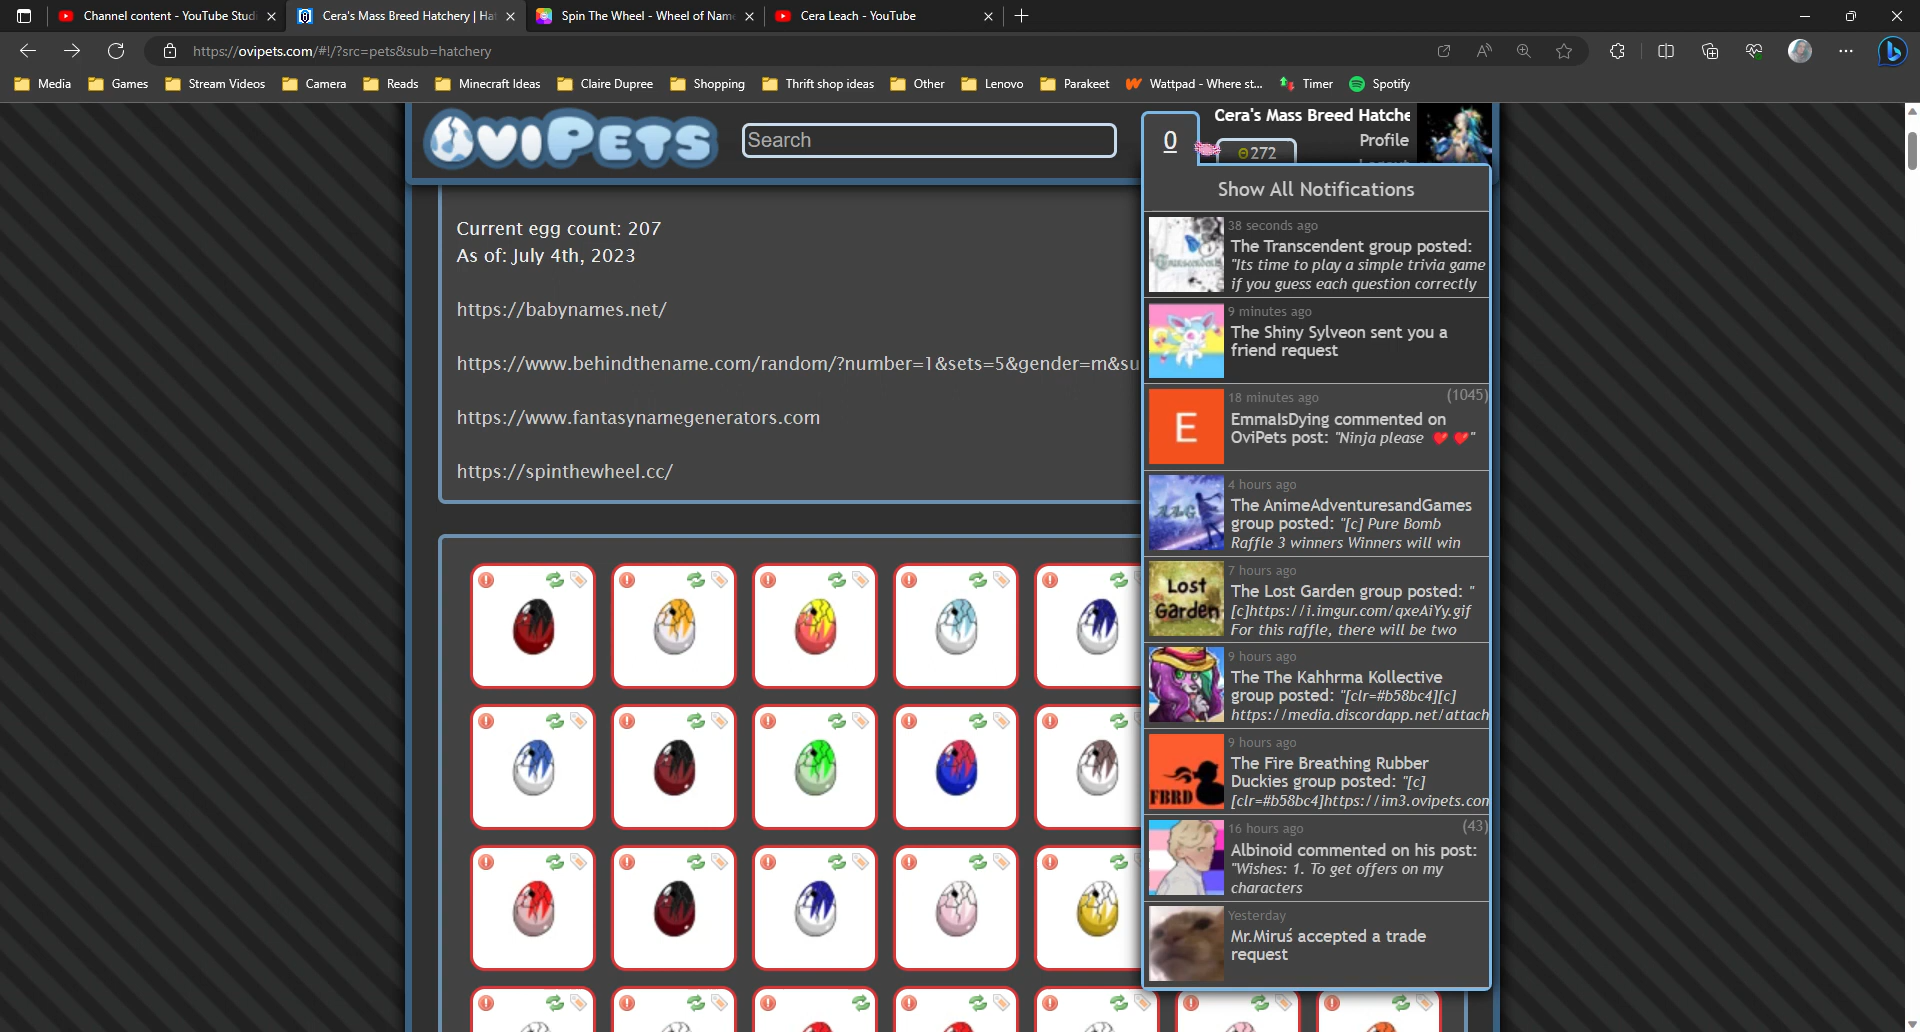 Channel content - YouTube Studi
Cera's Mass Breed Hatchery | Ha
Spin The Wheel - Wheel of Name
Cera Leach - YouTube
https://ovipets.com/#!/?src=pets&sub=hatchery
Media
Games
Stream Videos
Camera
Reads
Minecraft Ideas
Claire Dupree
Shopping
Thrift shop ideas
Other
Lenovo
Parakeet
Wattpad - Where st...
Timer
Spotify
OviPets
Search
0
Cera's Mass Breed Hatche
272
Profile
Show All Notifications
Current egg count: 207
As of: July 4th, 2023
https://babynames.net/
https://www.behindthename.com/random/?number=1&sets=5&gender=m&su
https://www.fantasynamegenerators.com
https://spinthewheel.cc/
38 seconds ago
The Transcendent group posted:
"Its time to play a simple trivia game
if you guess each question correctly
9 minutes ago
The Shiny Sylveon sent you a
friend request
E
18 minutes ago
(1045)
EmmaIsDying commented on
OviPets post: "Ninja please ❤️ ❤️"
A.A.G.
4 hours ago
The AnimeAdventuresandGames
group posted: "[c] Pure Bomb
Raffle 3 winners Winners will win
Lost
Garden
7 hours ago
The Lost Garden group posted: "
[c]https://i.imgur.com/qxeAiYy.gif
For this raffle, there will be two
9 hours ago
The The Kahhrma Kollective
group posted: "[clr=#b58bc4][c]
https://media.discordapp.net/attach
FBRD
9 hours ago
The Fire Breathing Rubber
Duckies group posted: "[c]
[clr=#b58bc4]https://im3.ovipets.com
16 hours ago
(43)
Albinoid commented on his post:
"Wishes: 1. To get offers on my
characters
Yesterday
Mr.Miruś accepted a trade
request